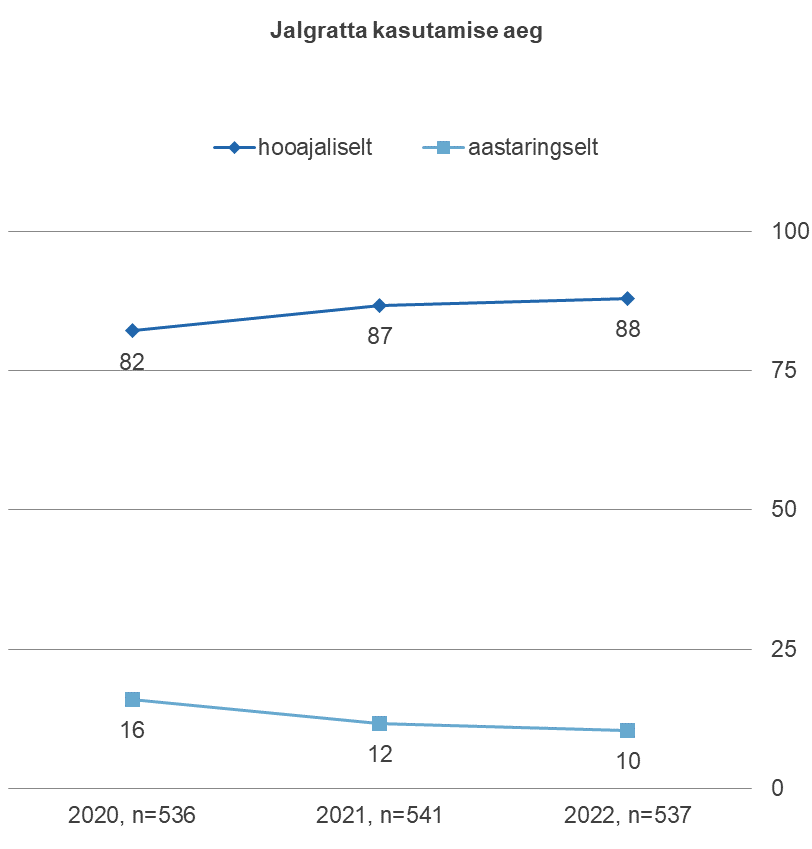 Jalgratta kasutamise aeg
hooajaliselt aastaringselt
100
82 87 88
75
50
25
16 12 10
0
2020, n=536 2021, n=541 2022, n=537